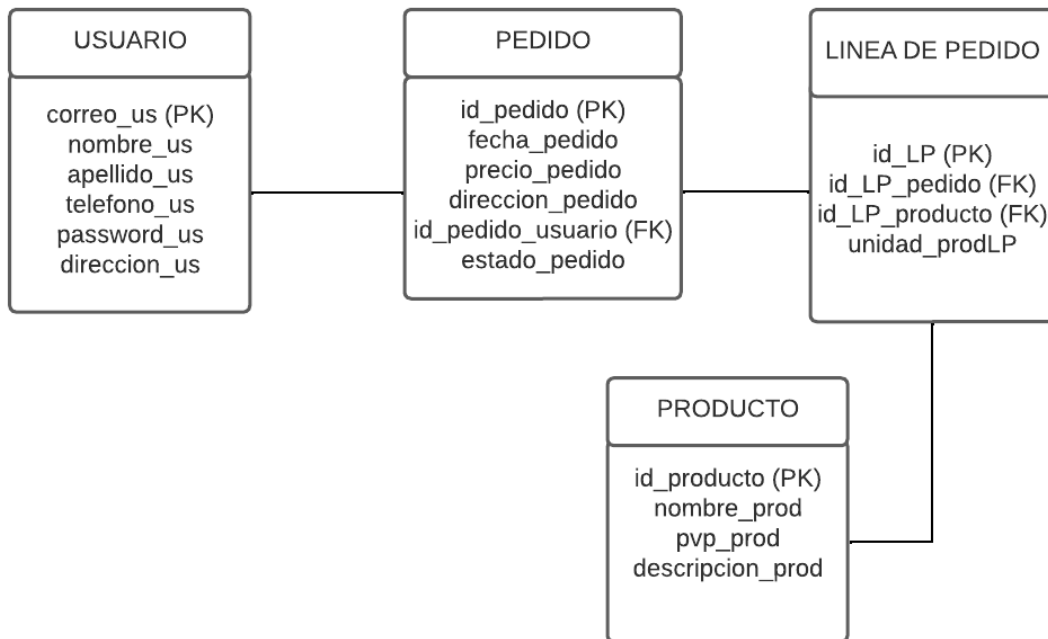 USUARIO
correo_us (PK)
nombre_us
apellido_us
telefono_us
password_us
direccion_us
PEDIDO
id_pedido (PK)
fecha_pedido
precio_pedido
direccion_pedido
id_pedido_usuario (FK)
estado_pedido
LINEA DE PEDIDO
id_LP (PK)
id_LP_pedido (FK)
id_LP_producto (FK)
unidad_prodLP
PRODUCTO
id_producto (PK)
nombre_prod
pvp_prod
descripcion_prod